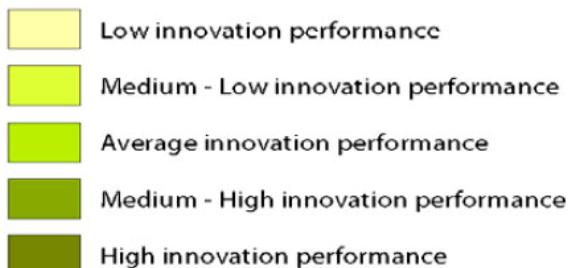 Low innovation performance
Medium - Low innovation performance
Average innovation performance
Medium - High innovation performance
High innovation performance